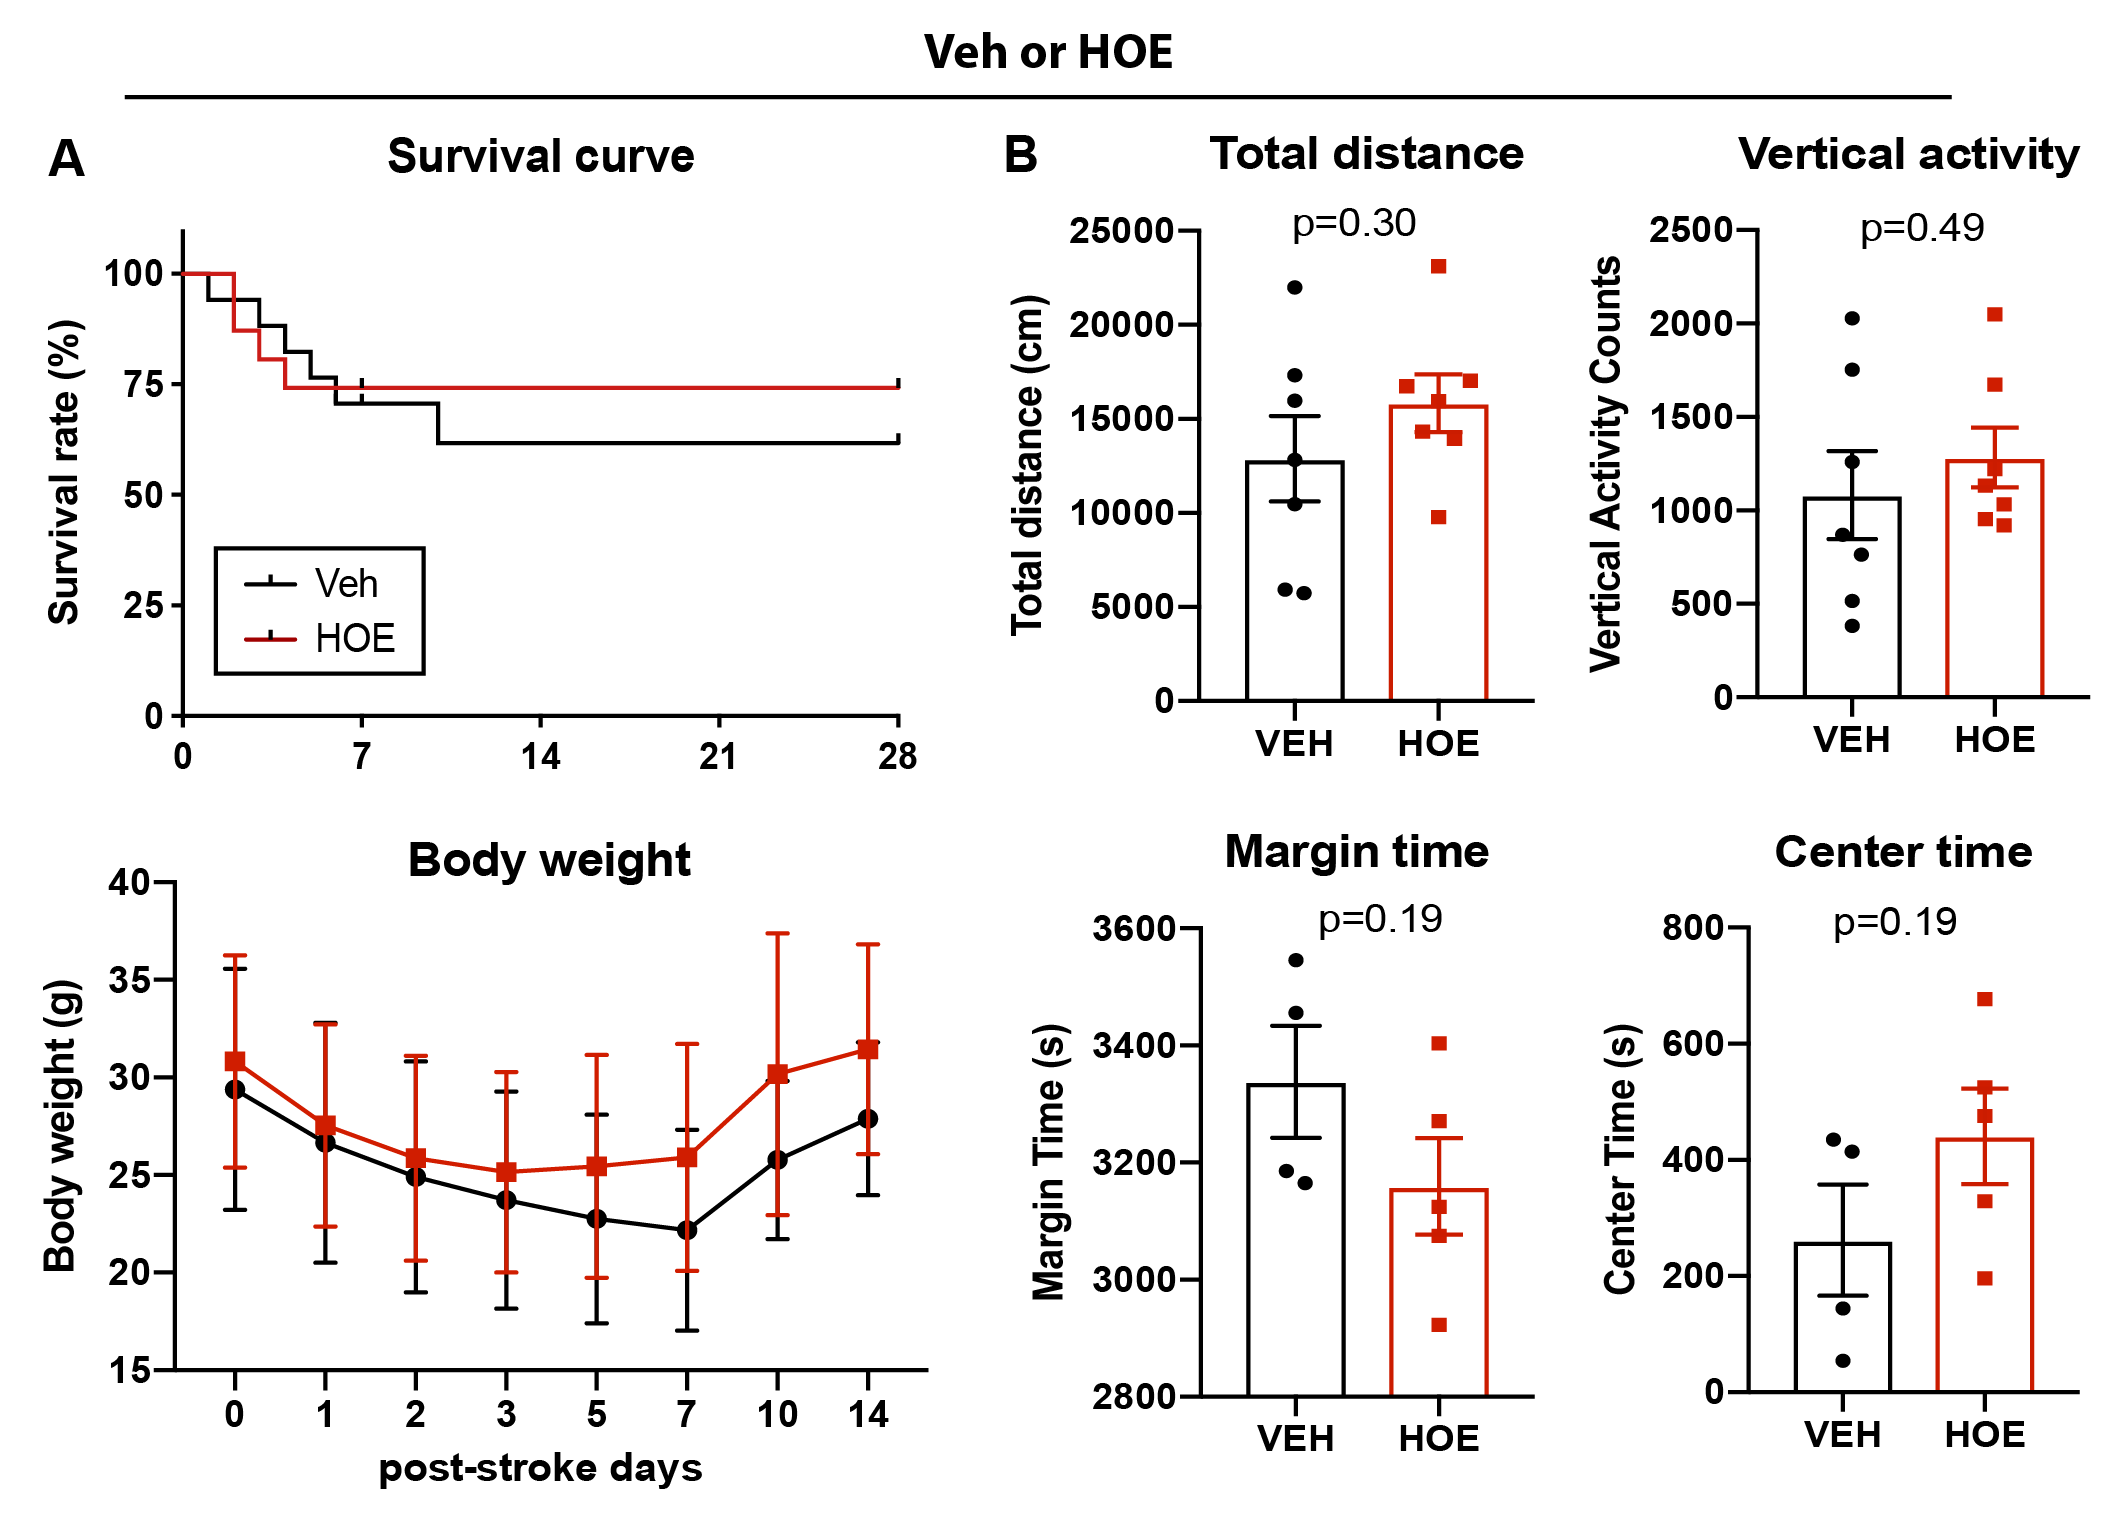 Veh or HOE
A
Survival curve
Survival rate (%)
100
75
50
25
0
Veh
HOE
0 7 14 21 28
Body weight
Body weight (g)
40
35
30
25
20
15
0 1 2 3 5 7 10 14
post-stroke days
B
Total distance
p=0.30
Total distance (cm)
25000
20000
15000
10000
5000
0
VEH HOE
Vertical activity
p=0.49
Vertical Activity Counts
2500
2000
1500
1000
500
0
VEH HOE
Margin time
p=0.19
Margin Time (s)
3600
3400
3200
3000
2800
VEH HOE
Center time
p=0.19
Center Time (s)
800
600
400
200
0
VEH HOE